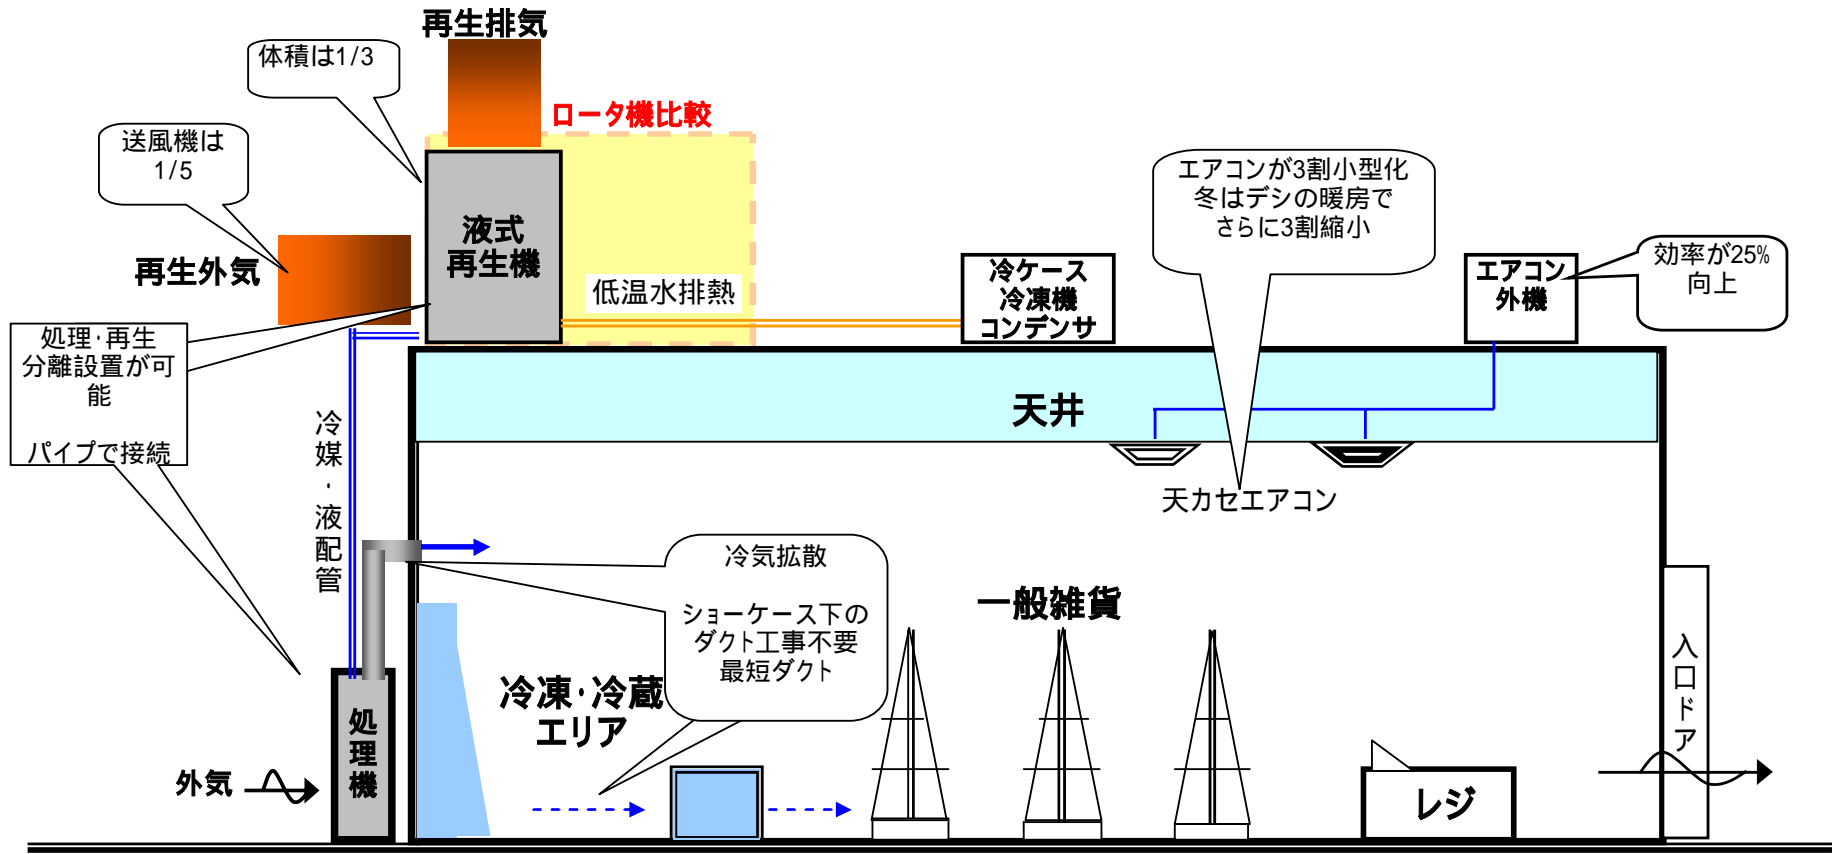 再生排気
体積は1/3
ロータ機比較
送風機は
1/5
液式
再生機
再生外気
低温水排熱
冷ケース
冷凍機
コンデンサ
エアコンが3割小型化
冬はデシの暖房で
さらに3割縮小
エアコン
外機
効率が25%
向上
処理・再生
分離設置が可
能
パイプで接続
天井
冷媒・液配管
天カセエアコン
冷気拡散
ショーケース下の
ダクト工事不要
最短ダクト
一般雑貨
冷凍・冷蔵
エリア
入口ドア
処理機
外気
レジ